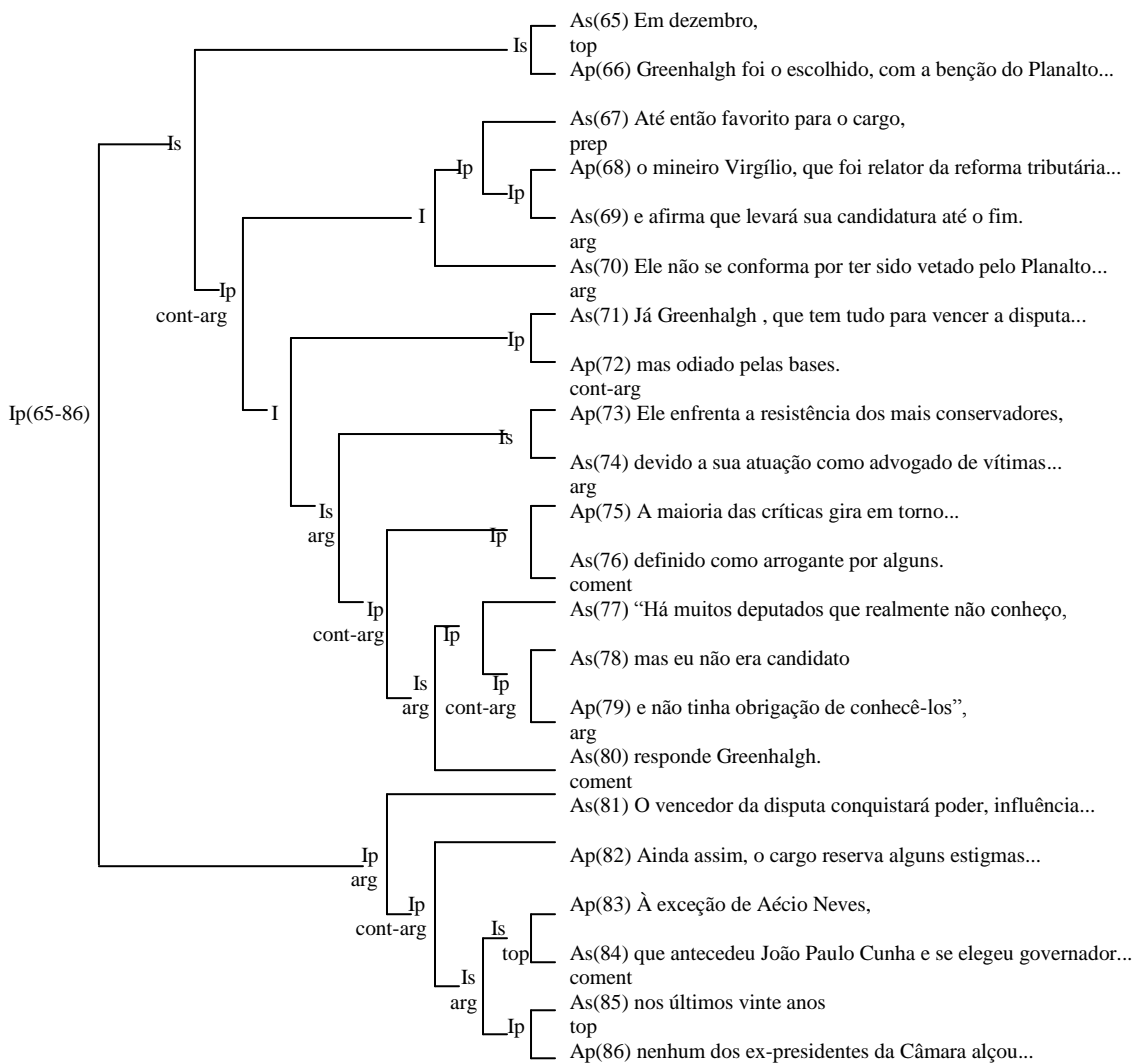 As(65) Em dezembro,
Is
top
Ap(66) Greenhalgh foi o escolhido, com a benção do Planalto...
As(67) Até então favorito para o cargo,
Is
prep
Ip
Ap(68) o mineiro Virgílio, que foi relator da reforma tributária...
Ip
I
As(69) e afirma que levará sua candidatura até o fim.
arg
As(70) Ele não se conforma por ter sido vetado pelo Planalto...
Ip
arg
cont-arg
As(71) Já Greenhalgh , que tem tudo para vencer a disputa...
Ip
Ap(72) mas odiado pelas bases.
cont-arg
Ip(65-86)
I
Ap(73) Ele enfrenta a resistência dos mais conservadores,
Is
As(74) devido a sua atuação como advogado de vítimas...
arg
Is
arg
Ap(75) A maioria das críticas gira em torno...
Ip
As(76) definido como arrogante por alguns.
coment
Ip
cont-arg
As(77) “Há muitos deputados que realmente não conheço,
Ip
As(78) mas eu não era candidato
Is
arg
Ip
cont-arg
Ap(79) e não tinha obrigação de conhecê-los”,
arg
As(80) responde Greenhalgh.
coment
As(81) O vencedor da disputa conquistará poder, influência...
Ip
arg
Ap(82) Ainda assim, o cargo reserva alguns estigmas...
Ip
cont-arg
Ap(83) À exceção de Aécio Neves,
Is
top
As(84) que antecedeu João Paulo Cunha e se elegeu governador...
coment
Is
arg
As(85) nos últimos vinte anos
top
Ip
Ap(86) nenhum dos ex-presidentes da Câmara alçou...